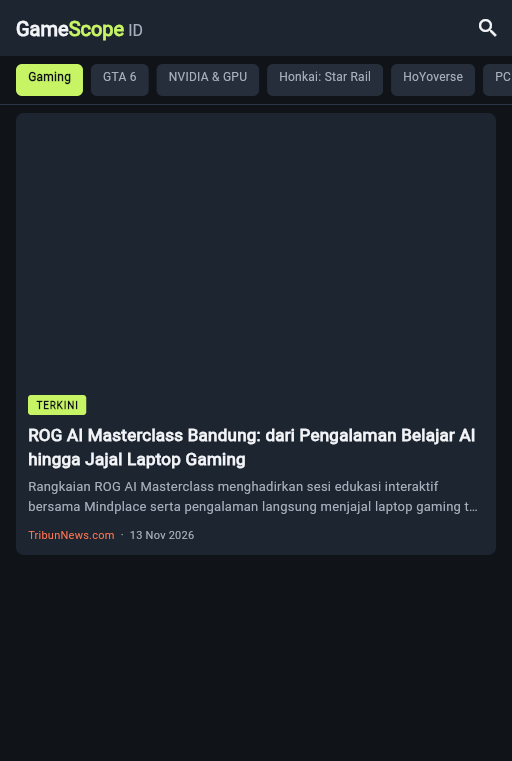 GameScope ID
Gaming
GTA 6
NVIDIA & GPU
Honkai: Star Rail
HoYoverse
PC
TERKINI
ROG AI Masterclass Bandung: dari Pengalaman Belajar AI
hingga Jajal Laptop Gaming
Rangkaian ROG AI Masterclass menghadirkan sesi edukasi interaktif
bersama Mindplace serta pengalaman langsung menjajal laptop gaming t…
TribunNews.com · 13 Nov 2026